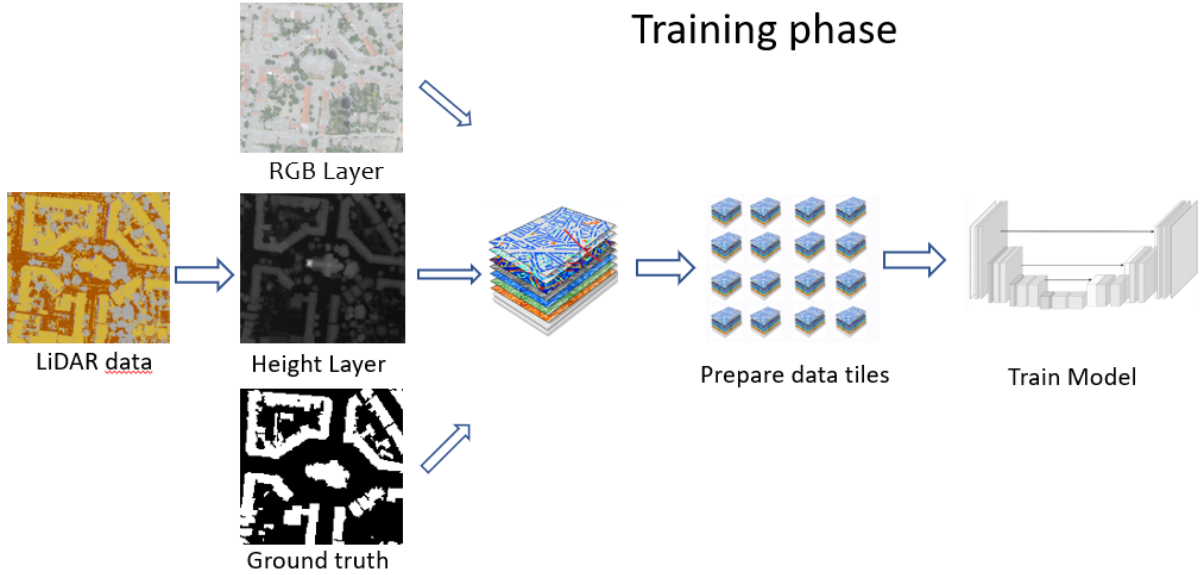 Training phase
RGB Layer
LiDAR data
Height Layer
Prepare data tiles
Train Model
Ground truth